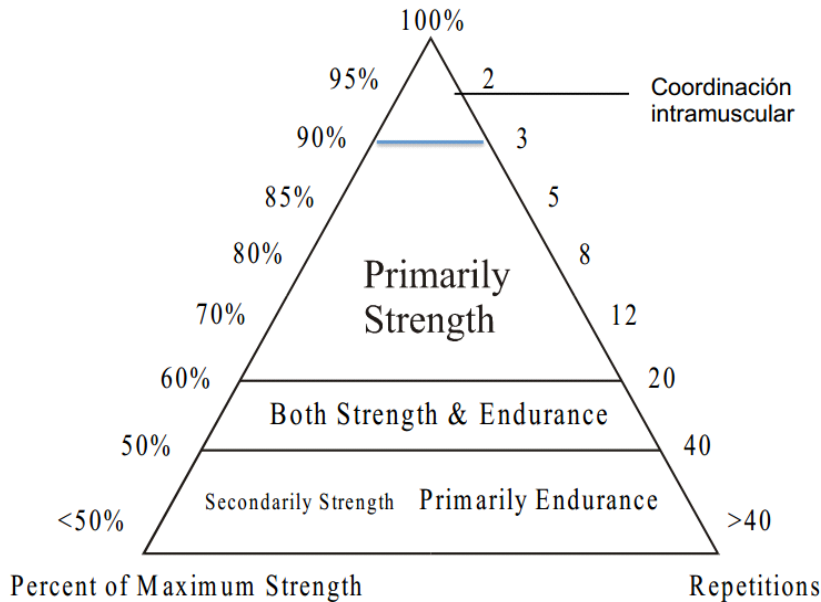 100%
95%
2
Coordinación
intramuscular
90%
3
85%
5
80%
8
Primarily
Strength
70%
12
60%
20
Both Strength & Endurance
50%
40
Secondarily Strength
Primarily Endurance
<50%
>40
Percent of Maximum Strength
Repetitions